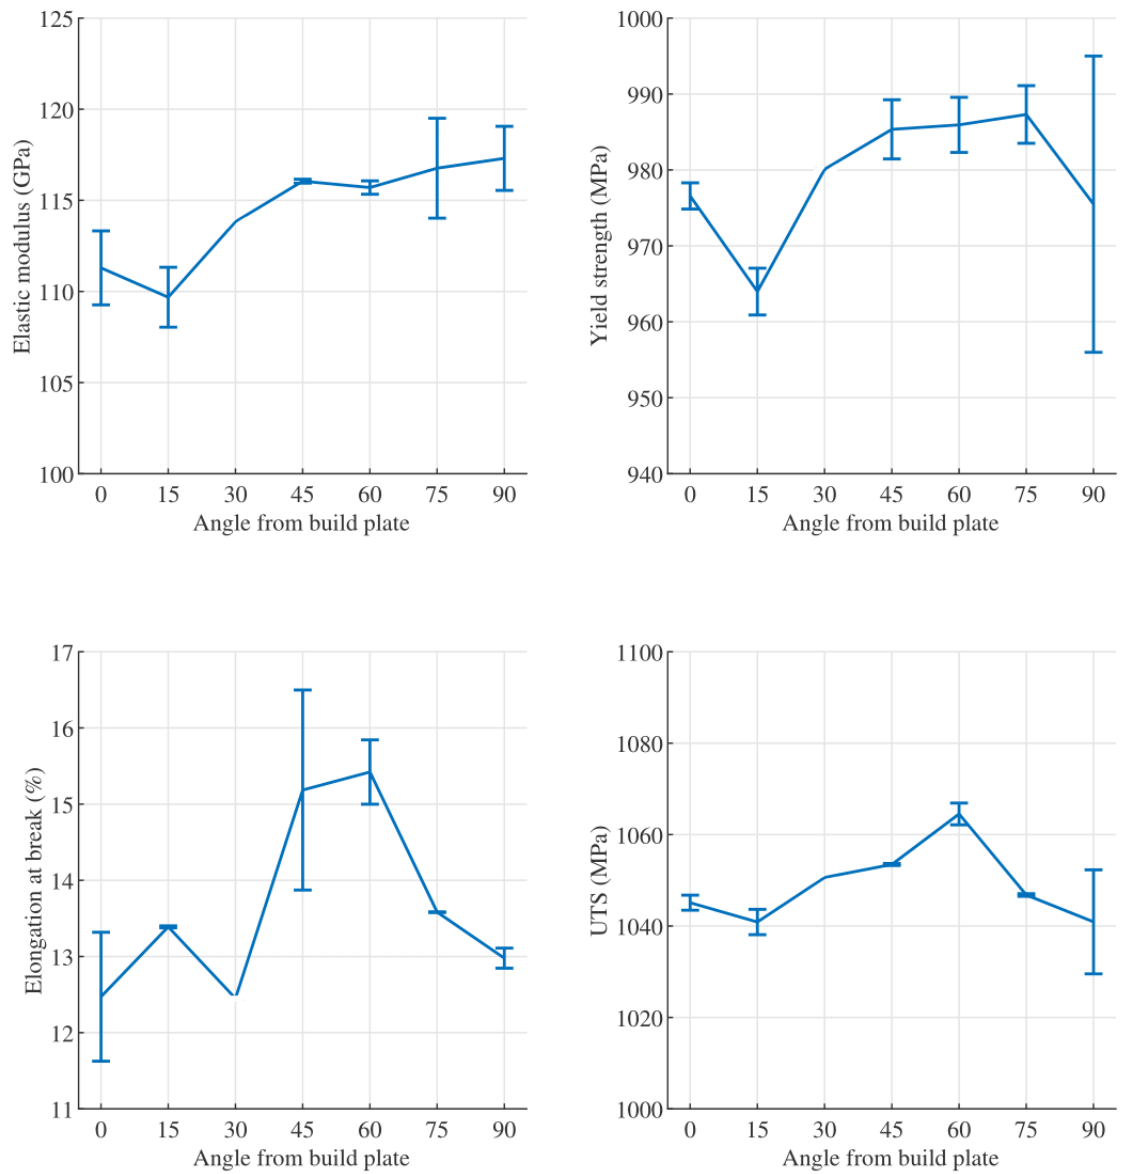 125
120
115
110
105
100
Elastic modulus (GPa)
0 15 30 45 60 75 90
Angle from build plate
1000
990
980
970
960
950
940
Yield strength (MPa)
0 15 30 45 60 75 90
Angle from build plate
17
16
15
14
13
12
11
Elongation at break (%)
0 15 30 45 60 75 90
Angle from build plate
1100
1080
1060
1040
1020
1000
UTS (MPa)
0 15 30 45 60 75 90
Angle from build plate